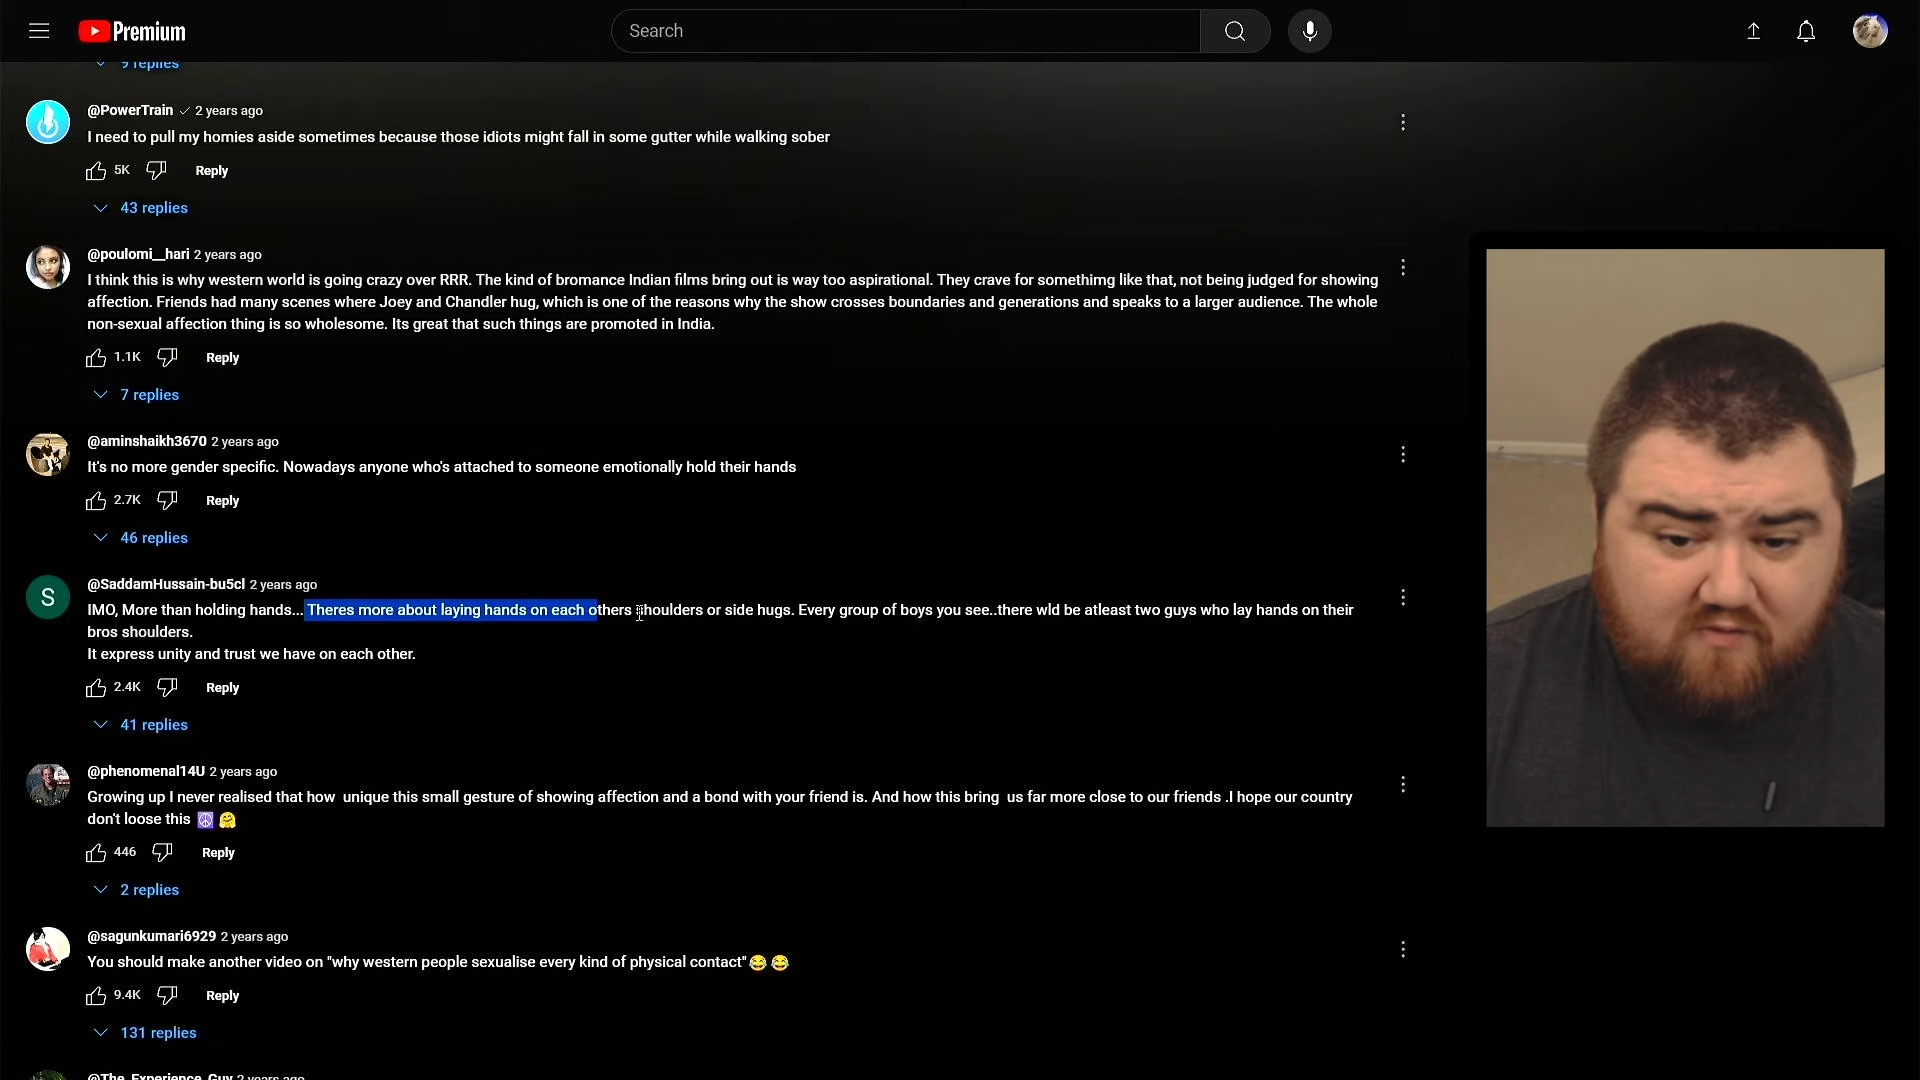 Premium
Search
9 replies
@PowerTrain 2 years ago
I need to pull my homies aside sometimes because those idiots might fall in some gutter while walking sober
5K Reply
43 replies
@poulomi__hari 2 years ago
I think this is why western world is going crazy over RRR. The kind of bromance Indian films bring out is way too aspirational. They crave for somethimg like that, not being judged for showing
affection. Friends had many scenes where Joey and Chandler hug, which is one of the reasons why the show crosses boundaries and generations and speaks to a larger audience. The whole
non-sexual affection thing is so wholesome. Its great that such things are promoted in India.
1.1K Reply
7 replies
@aminshaikh3670 2 years ago
It's no more gender specific. Nowadays anyone who's attached to someone emotionally hold their hands
2.7K Reply
46 replies
S
@SaddamHussain-bu5cl 2 years ago
IMO, More than holding hands... Theres more about laying hands on each others shoulders or side hugs. Every group of boys you see..there wld be atleast two guys who lay hands on their
bros shoulders.
It express unity and trust we have on each other.
2.4K Reply
41 replies
@phenomenal14U 2 years ago
Growing up I never realised that how unique this small gesture of showing affection and a bond with your friend is. And how this bring us far more close to our friends .I hope our country
don't loose this ☮️ 🤗
446 Reply
2 replies
@sagunkumari6929 2 years ago
You should make another video on "why western people sexualise every kind of physical contact"😂 😂
9.4K Reply
131 replies
@The_Experience_Guy 2 years ago